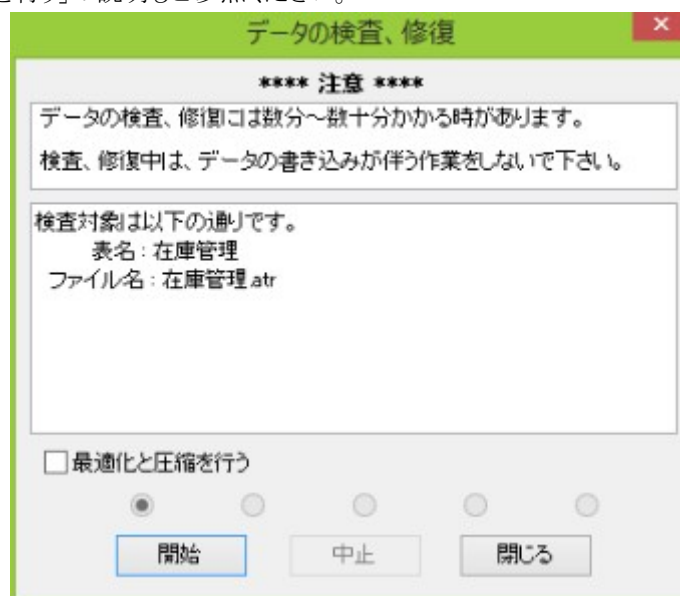 データの検査、修復
**** 注意 ****
データの検査、修復には数分～数十分かかる時があります。
検査、修復中は、データの書き込みが伴う作業をしないで下さい。
検査対象は以下の通りです。
表名：在庫管理
ファイル名：在庫管理.atr
最適化と圧縮を行う
開始
中止
閉じる